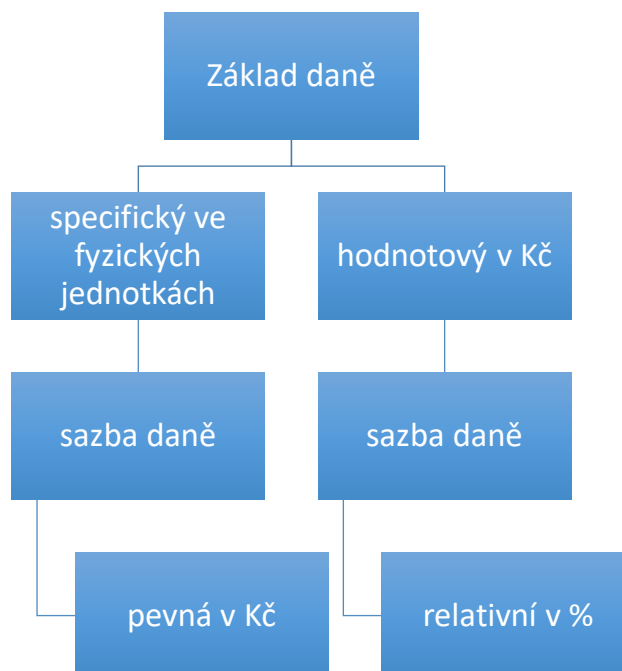 Základ daně
specifický ve
fyzických
jednotkách
hodnotový v Kč
sazba daně
sazba daně
pevná v Kč
relativní v %